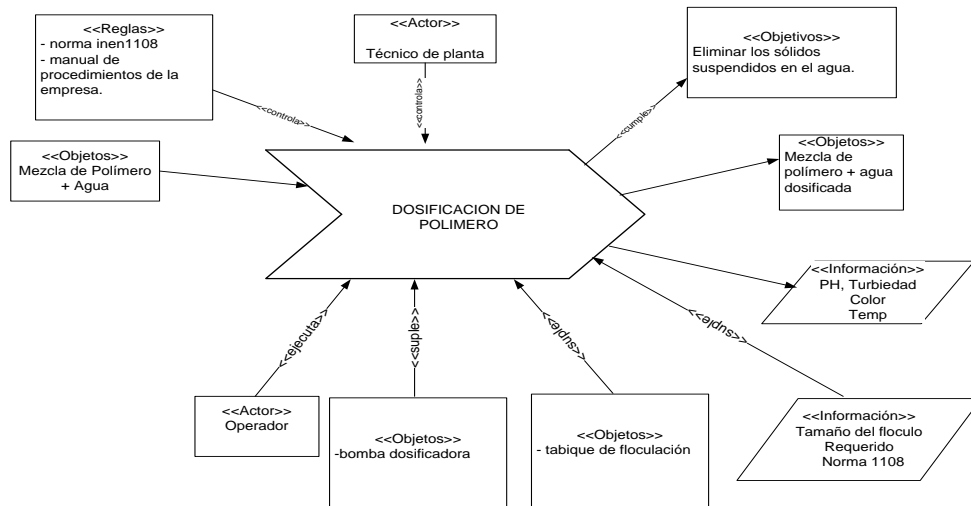 <<Reglas>>
- norma inen1108
- manual de
procedimientos de la
empresa.
<<Actor>>
Técnico de planta
<<Objetivos>>
Eliminar los sólidos
suspendidos en el agua.
<<controla>>
<<controla>>
<<cumple>>
<<Objetos>>
Mezcla de Polímero
+ Agua
<<Objetos>>
Mezcla de
polímero + agua
dosificada
DOSIFICACION DE
POLIMERO
<<Información>>
PH, Turbiedad
Color
Temp
<<ejecuta>>
<<suple>>
<<suple>>
<<suple>>
<<Actor>>
Operador
<<Objetos>>
-bomba dosificadora
<<Objetos>>
- tabique de floculación
<<Información>>
Tamaño del floculo
Requerido
Norma 1108